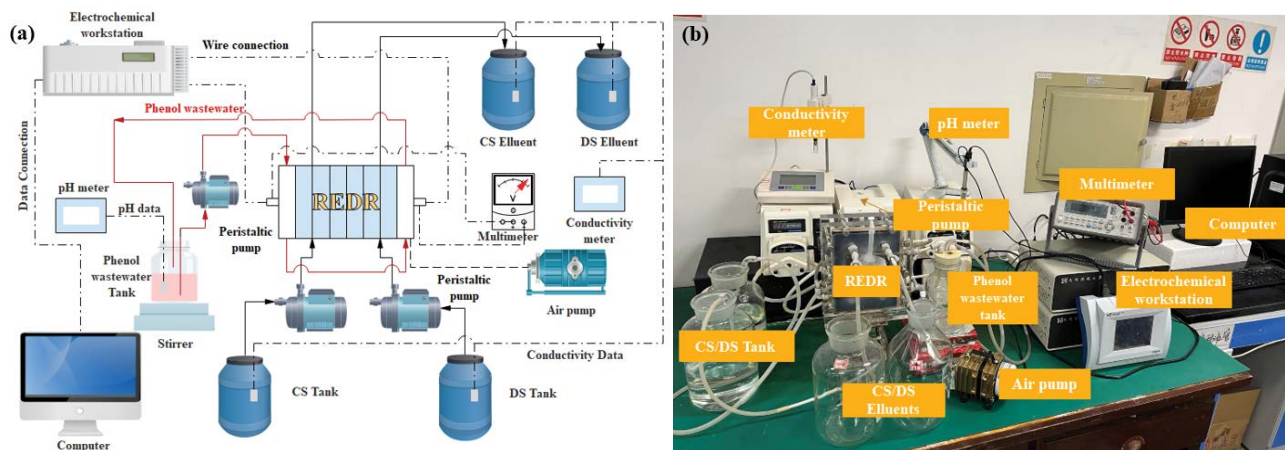 (a)
Electrochemical
workstation
Wire connection
Phenol wastewater
CS Elluent
DS Elluent
Data Connection
pH meter
pH data
REDR
Peristaltic
pump
V
Multimeter
Conductivity
meter
Phenol
wastewater
Tank
Peristaltic
pump
Air pump
Stirrer
Conductivity Data
CS Tank
DS Tank
Computer
(b)
Conductivity
meter
pH meter
Multimeter
Peristaltic
pump
Computer
REDR
Phenol
wastewater
tank
Electrochemical
workstation
CS/DS Tank
Air pump
CS/DS
Elluents